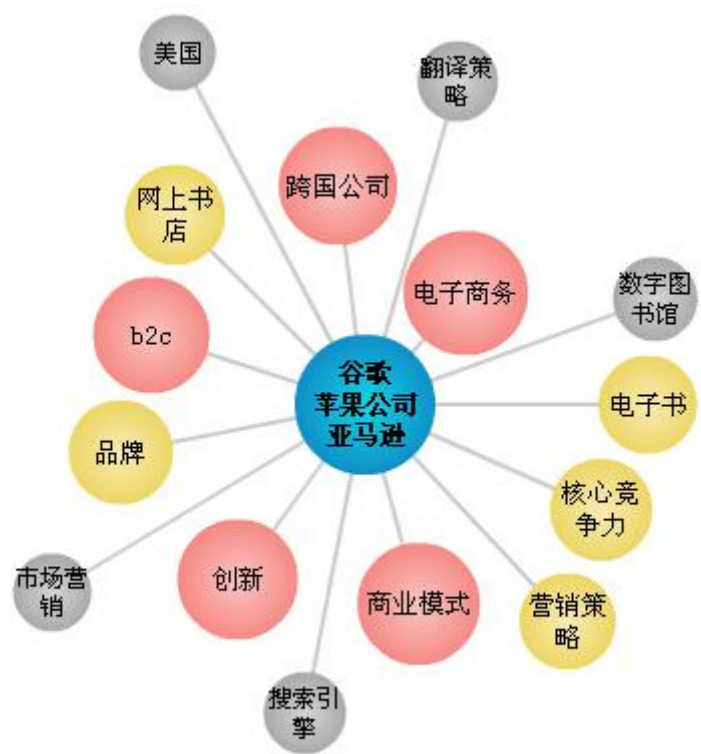 美国
翻译策
略
跨国公司
网上书
店
电子商务
数字图
书馆
b2c
谷歌
苹果公司
亚马逊
电子书
品牌
核心竞
争力
市场营
销
创新
商业模式
营销策
略
搜索引
擎